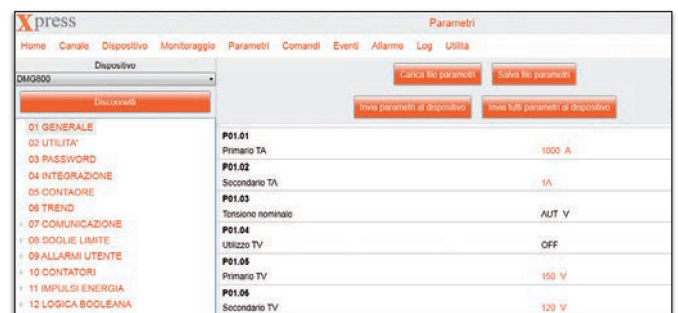 Xpress
Parametri
Home Canale Dispositivo Monitoraggio Parametri Comandi Eventi Allarme Log Utilità
Dispositivo
DMG800
Disconnetti
Carica file parametri Salva file parametri
Invia parametri al dispositivo Invia tutti parametri al dispositivo
01 GENERALE
02 UTILITA'
03 PASSWORD
04 INTEGRAZIONE
05 CONTAORE
06 TREND
07 COMUNICAZIONE
08 SOGLIE LIMITE
09 ALLARMI UTENTE
10 CONTATORI
11 IMPULSI ENERGIA
12 LOGICA BOOLEANA
P01.01
Primario TA 1000 A
P01.02
Secondario TA 1A
P01.03
Tensione nominale AUT V
P01.04
Utilizzo TV OFF
P01.05
Primario TV 150 V
P01.06
Secondario TV 120 V